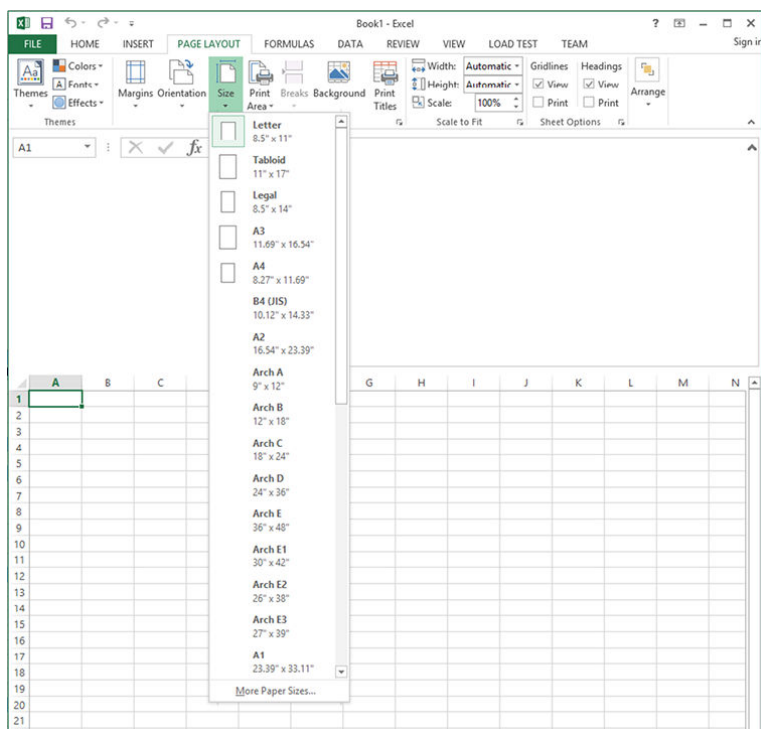 Book1 - Excel ?
FILE HOME INSERT PAGE LAYOUT FORMULAS DATA REVIEW VIEW LOAD TEST TEAM Sign in
Themes Colors Fonts Effects Margins Orientation Size Print Area Breaks Background Print Titles Width: Automatic Height: Automatic Scale: 100% Gridlines View Print Headings View Print Arrange
Themes Scale to Fit Sheet Options
A1 fx
Letter
8.5" x 11"
Tabloid
11" x 17"
Legal
8.5" x 14"
A3
11.69" x 16.54"
A4
8.27" x 11.69"
B4 (JIS)
10.12" x 14.33"
A2
16.54" x 23.39"
Arch A
9" x 12"
Arch B
12" x 18"
Arch C
18" x 24"
Arch D
24" x 36"
Arch E
36" x 48"
Arch E1
30" x 42"
Arch E2
26" x 38"
Arch E3
27" x 39"
A1
23.39" x 33.11"
More Paper Sizes...
A B C G H I J K L M N
1
2
3
4
5
6
7
8
9
10
11
12
13
14
15
16
17
18
19
20
21